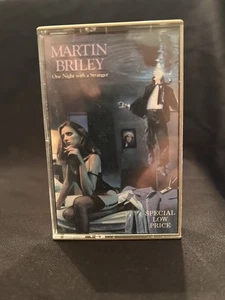 MARTIN
BRILEY
One Night with a Stranger
SPECIAL
LOW
PRICE